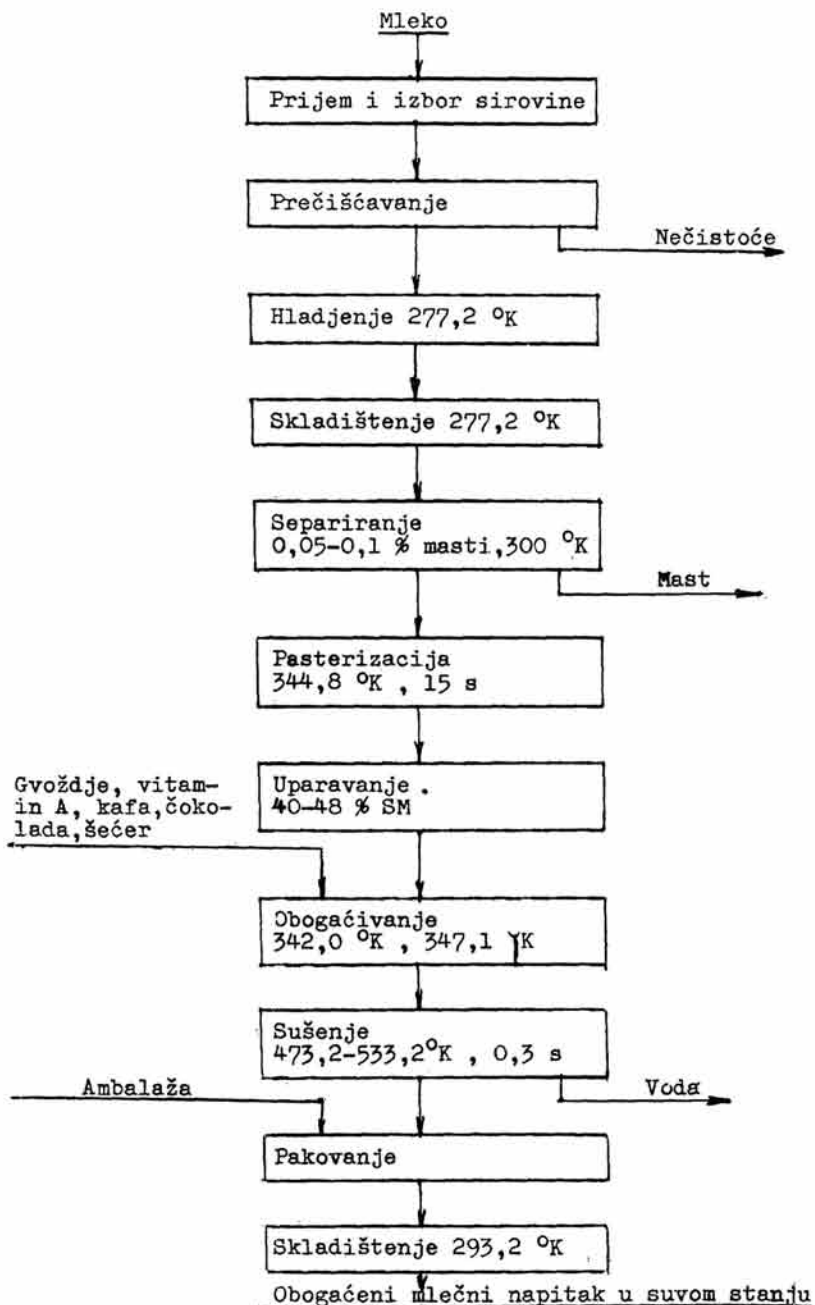 Mleko
Prijem i izbor sirovine
Prečišćavanje
Nečistoće
Hladjenje 277,2 °K
Skladištenje 277,2 °K
Separiranje
0,05-0,1 % masti,300 °K
Mast
Pasterizacija
344,8 °K , 15 s
Gvoždje, vitam-
in A, kafa,čoko-
lada,šećer
Uparavanje .
40-48 % SM
Obogaćivanje
342,0 °K , 347,1 °K
Sušenje
473,2-533,2°K , 0,3 s
Ambalaža
Voda
Pakovanje
Skladištenje 293,2 °K
Obogaćeni mlečni napitak u suvom stanju